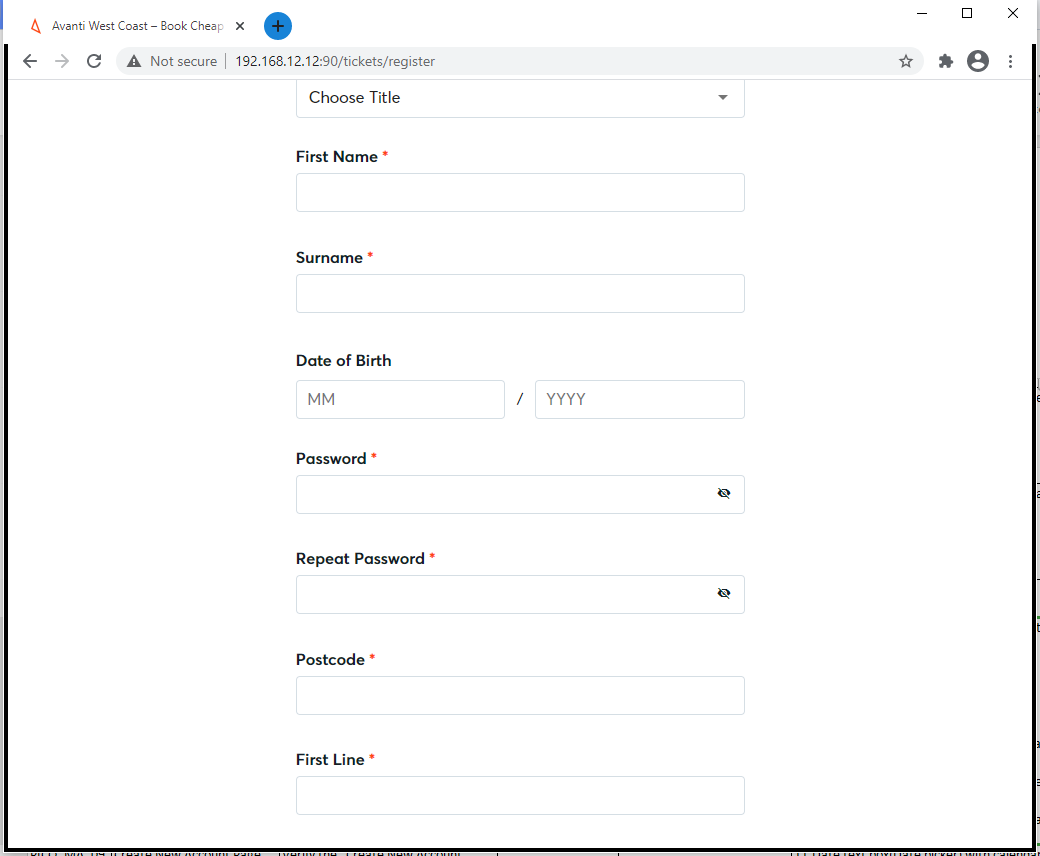 Avanti West Coast – Book Cheap
Not secure
192.168.12.12:90/tickets/register
Choose Title
First Name *
Surname *
Date of Birth
MM / YYYY
Password *
Repeat Password *
Postcode *
First Line *